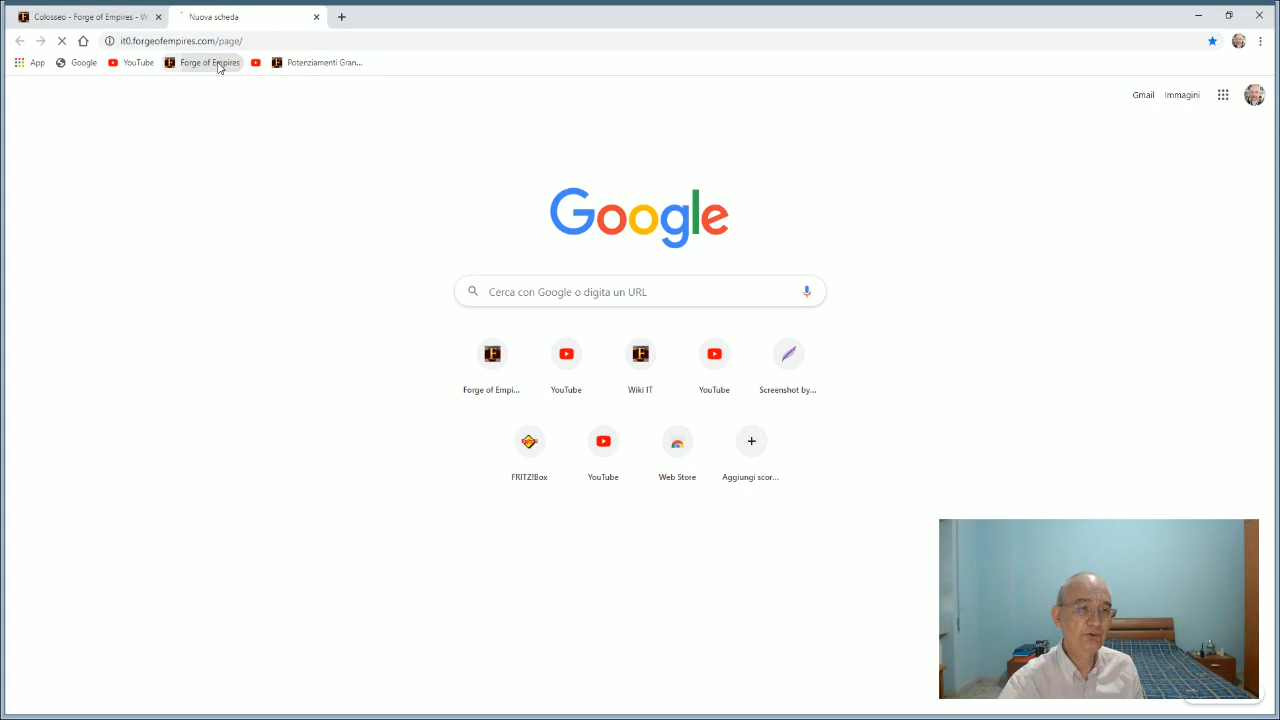 Colosseo - Forge of Empires - W
Nuova scheda
it0.forgeofempires.com/page/
App
Google
YouTube
Forge of Empires
Potenziamenti Gran...
Gmail
Immagini
Google
Cerca con Google o digita un URL
Forge of Empi...
YouTube
Wiki IT
YouTube
Screenshot by...
FRITZ!Box
YouTube
Web Store
Aggiungi scor...